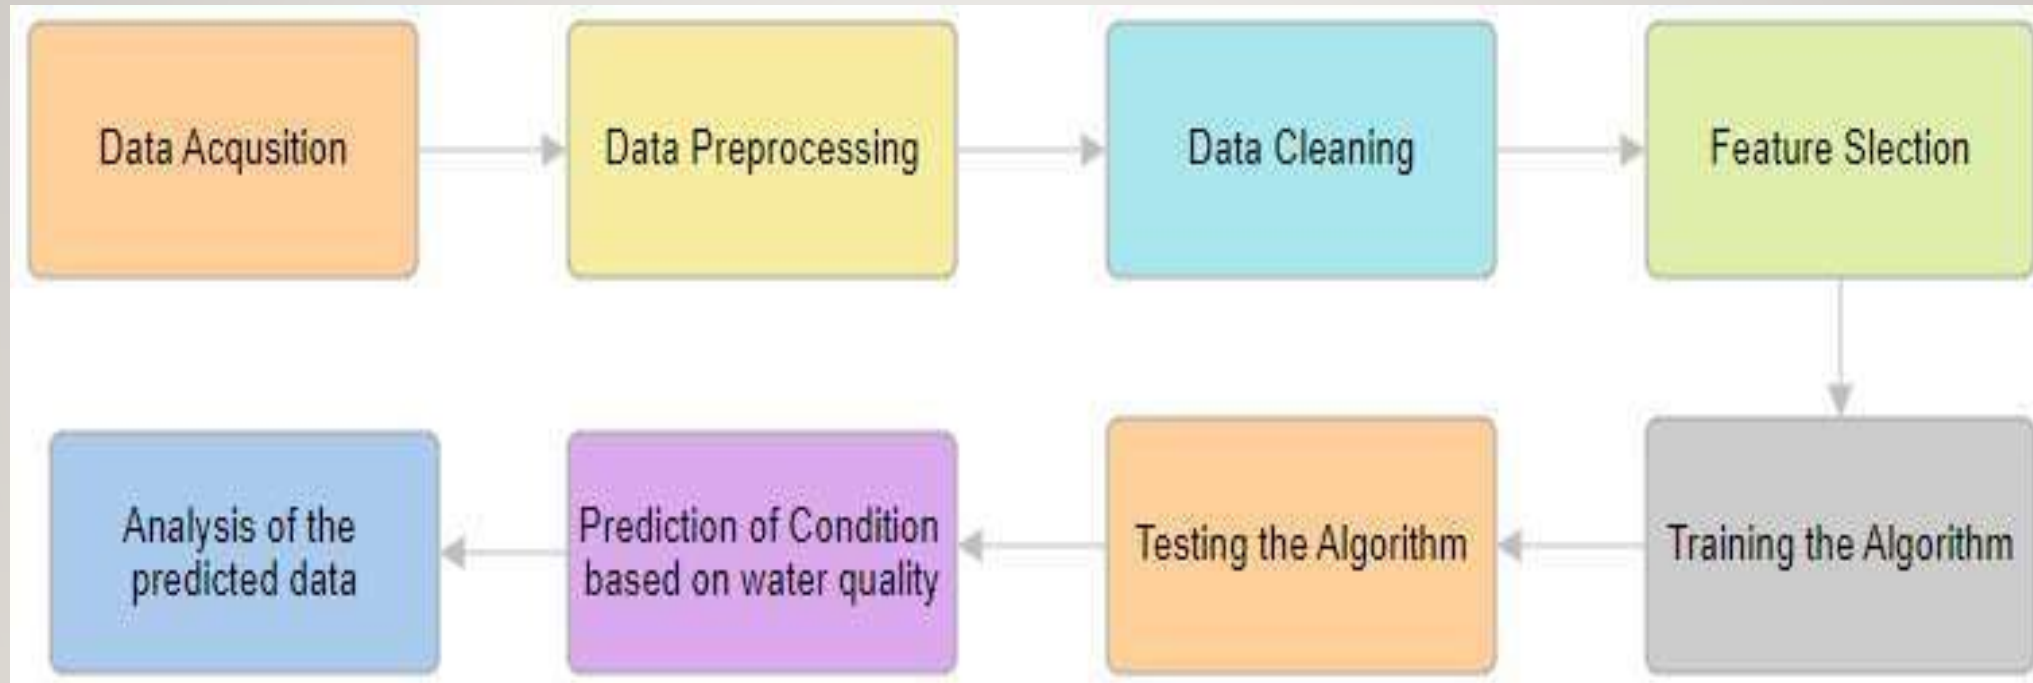 Data Acqusition
Data Preprocessing
Data Cleaning
Feature Slection
Training the Algorithm
Testing the Algorithm
Prediction of Condition
based on water quality
Analysis of the
predicted data